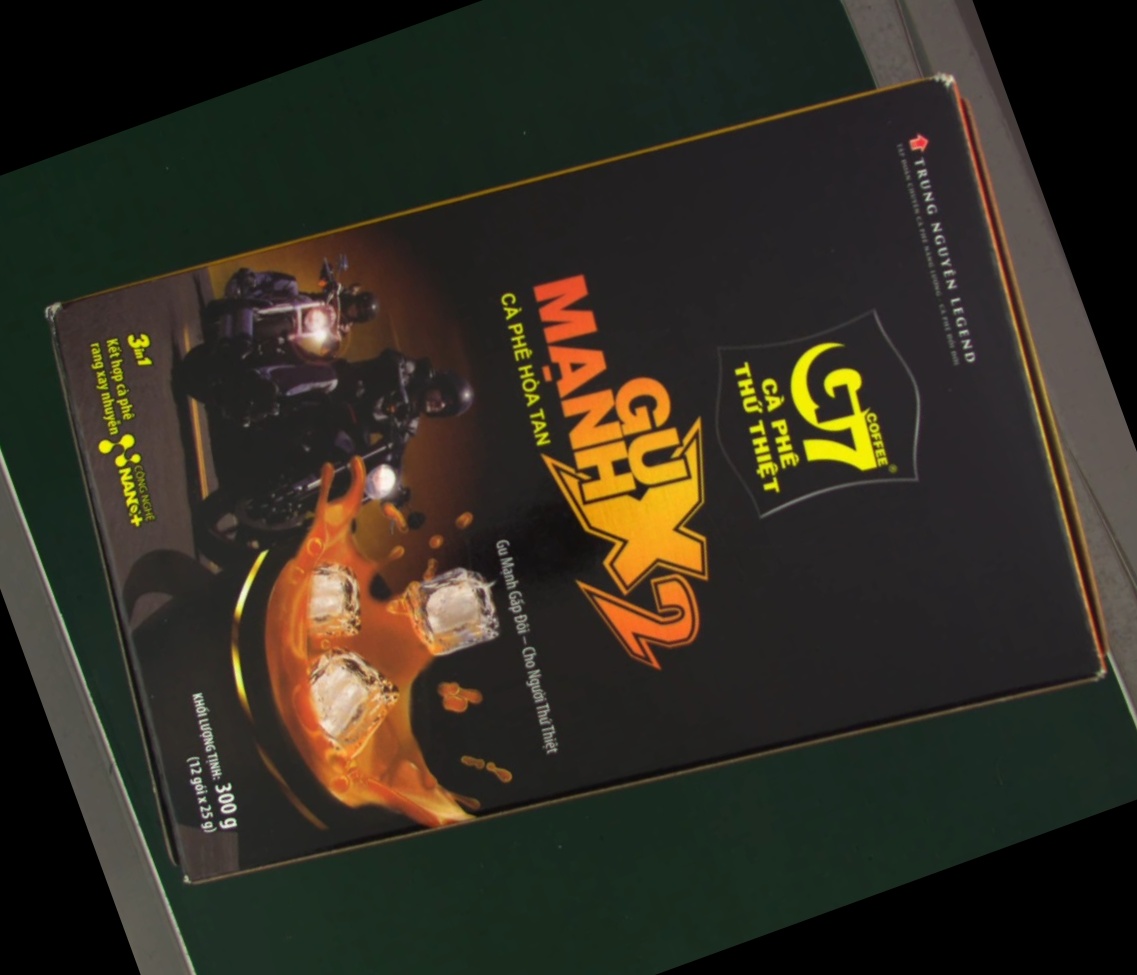 TRUNG NGUYÊN LEGEND
G7
COFFEE
®
CÀ PHÊ
THỨ THIỆT
GU
MẠNH
X2
CÀ PHÊ HÒA TAN
Gu Mạnh Gấp Đôi – Cho Người Thứ Thiệt
3in1
Kết hợp cà phê
rang xay nhuyễn
CÔNG NGHỆ
NANO+
KHỐI LƯỢNG TỊNH: 300 g
(12 gói x 25 g)